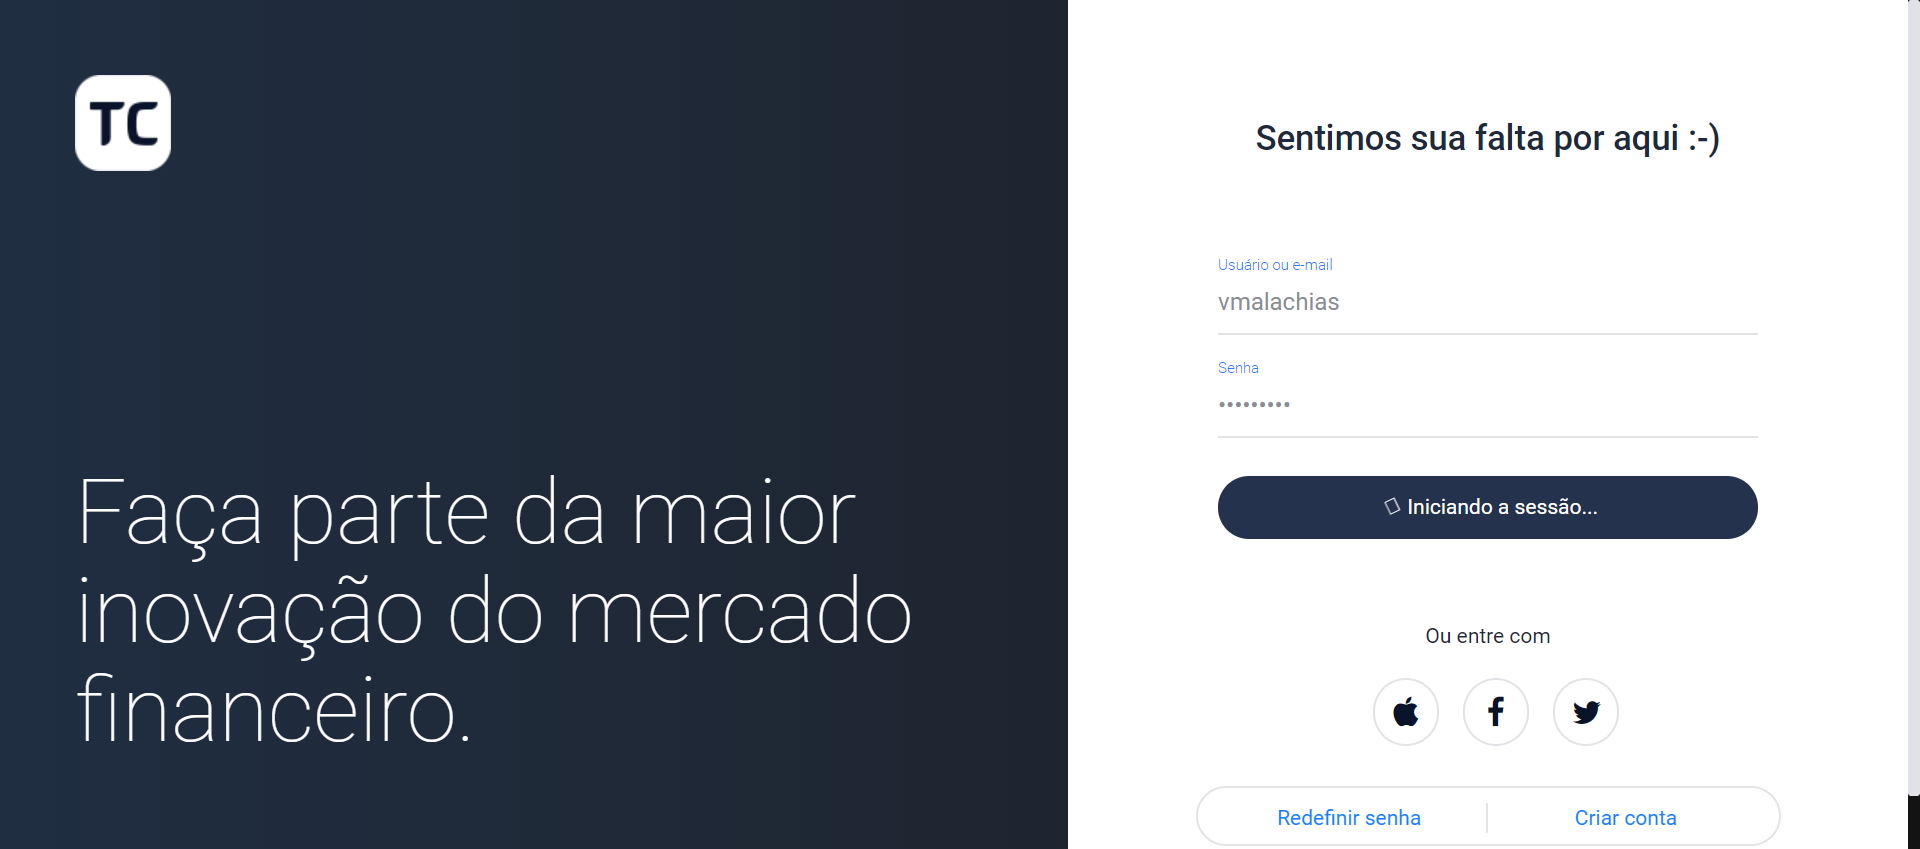 TC
Faça parte da maior
inovação do mercado
financeiro.
Sentimos sua falta por aqui :-)
Usuário ou e-mail
vmalachias
Senha
•••••••••
Iniciando a sessão...
Ou entre com
Redefinir senha
Criar conta